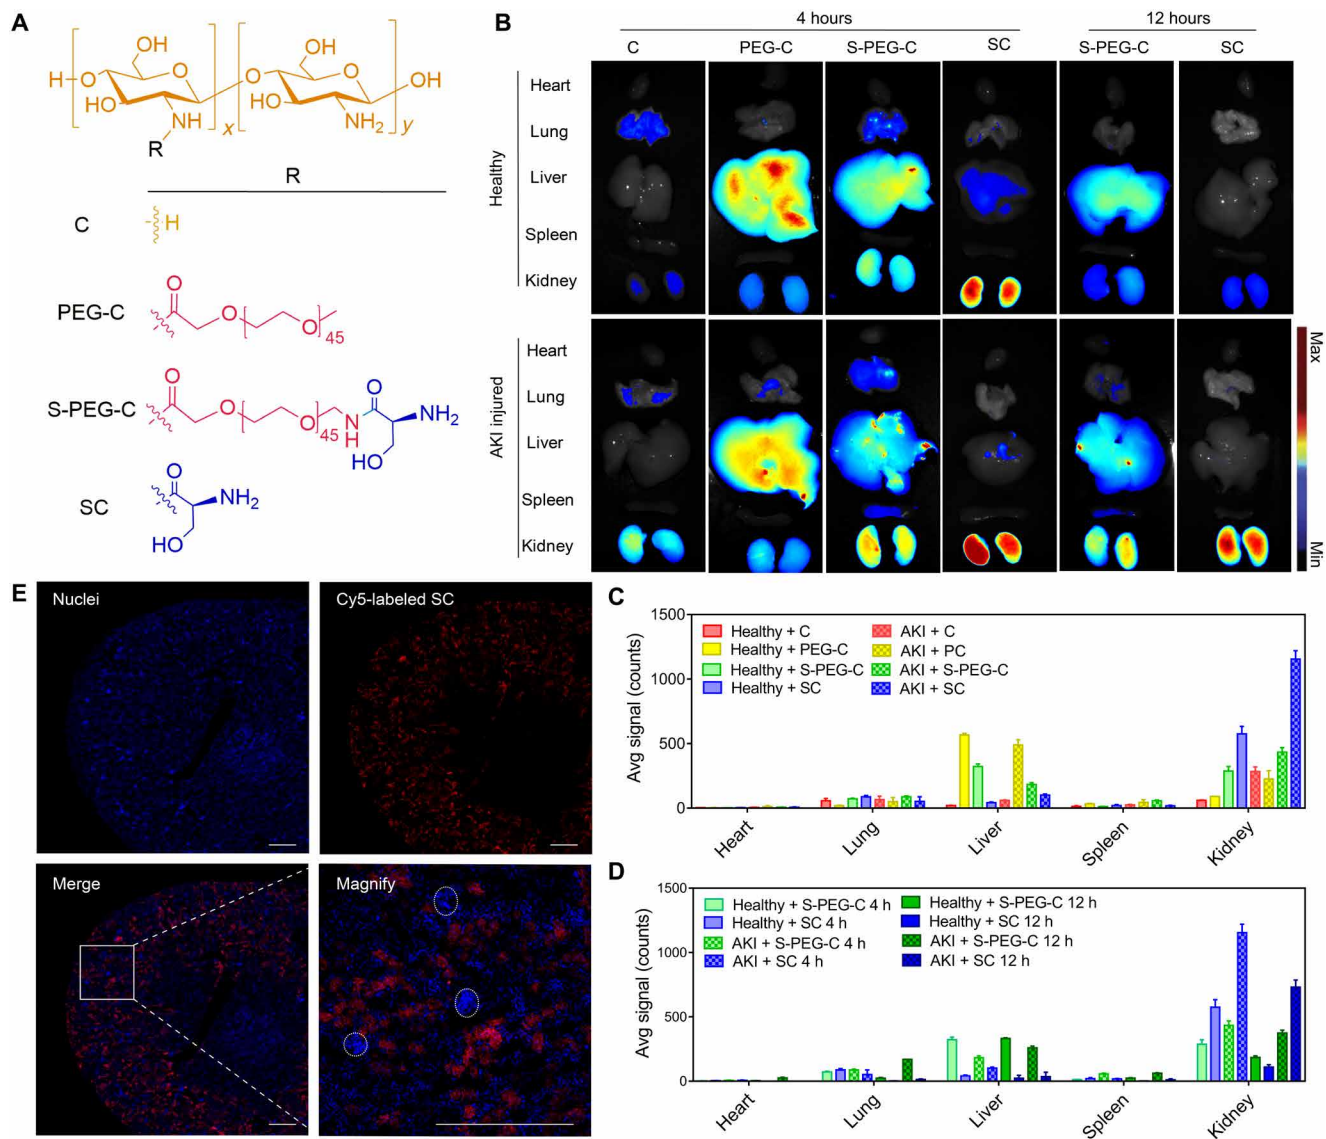 A
OH
OH
H
O
O
O
O
O
OH
HO
HO
NH
x
NH₂
y
R
R
C
H
PEG-C
O
O
O
45
S-PEG-C
O
O
O
45
N
H
O
NH₂
HO
SC
O
NH₂
HO
B
4 hours
12 hours
C
PEG-C
S-PEG-C
SC
S-PEG-C
SC
Healthy
Heart
Lung
Liver
Spleen
Kidney
AKI injured
Heart
Lung
Liver
Spleen
Kidney
Max
Min
E
Nuclei
Cy5-labeled SC
Merge
Magnify
C
Avg signal (counts)
1500
1000
500
0
Healthy + C
Healthy + PEG-C
Healthy + S-PEG-C
Healthy + SC
AKI + C
AKI + PC
AKI + S-PEG-C
AKI + SC
Heart
Lung
Liver
Spleen
Kidney
D
Avg signal (counts)
1500
1000
500
0
Healthy + S-PEG-C 4 h
Healthy + SC 4 h
AKI + S-PEG-C 4 h
AKI + SC 4 h
Healthy + S-PEG-C 12 h
Healthy + SC 12 h
AKI + S-PEG-C 12 h
AKI + SC 12 h
Heart
Lung
Liver
Spleen
Kidney